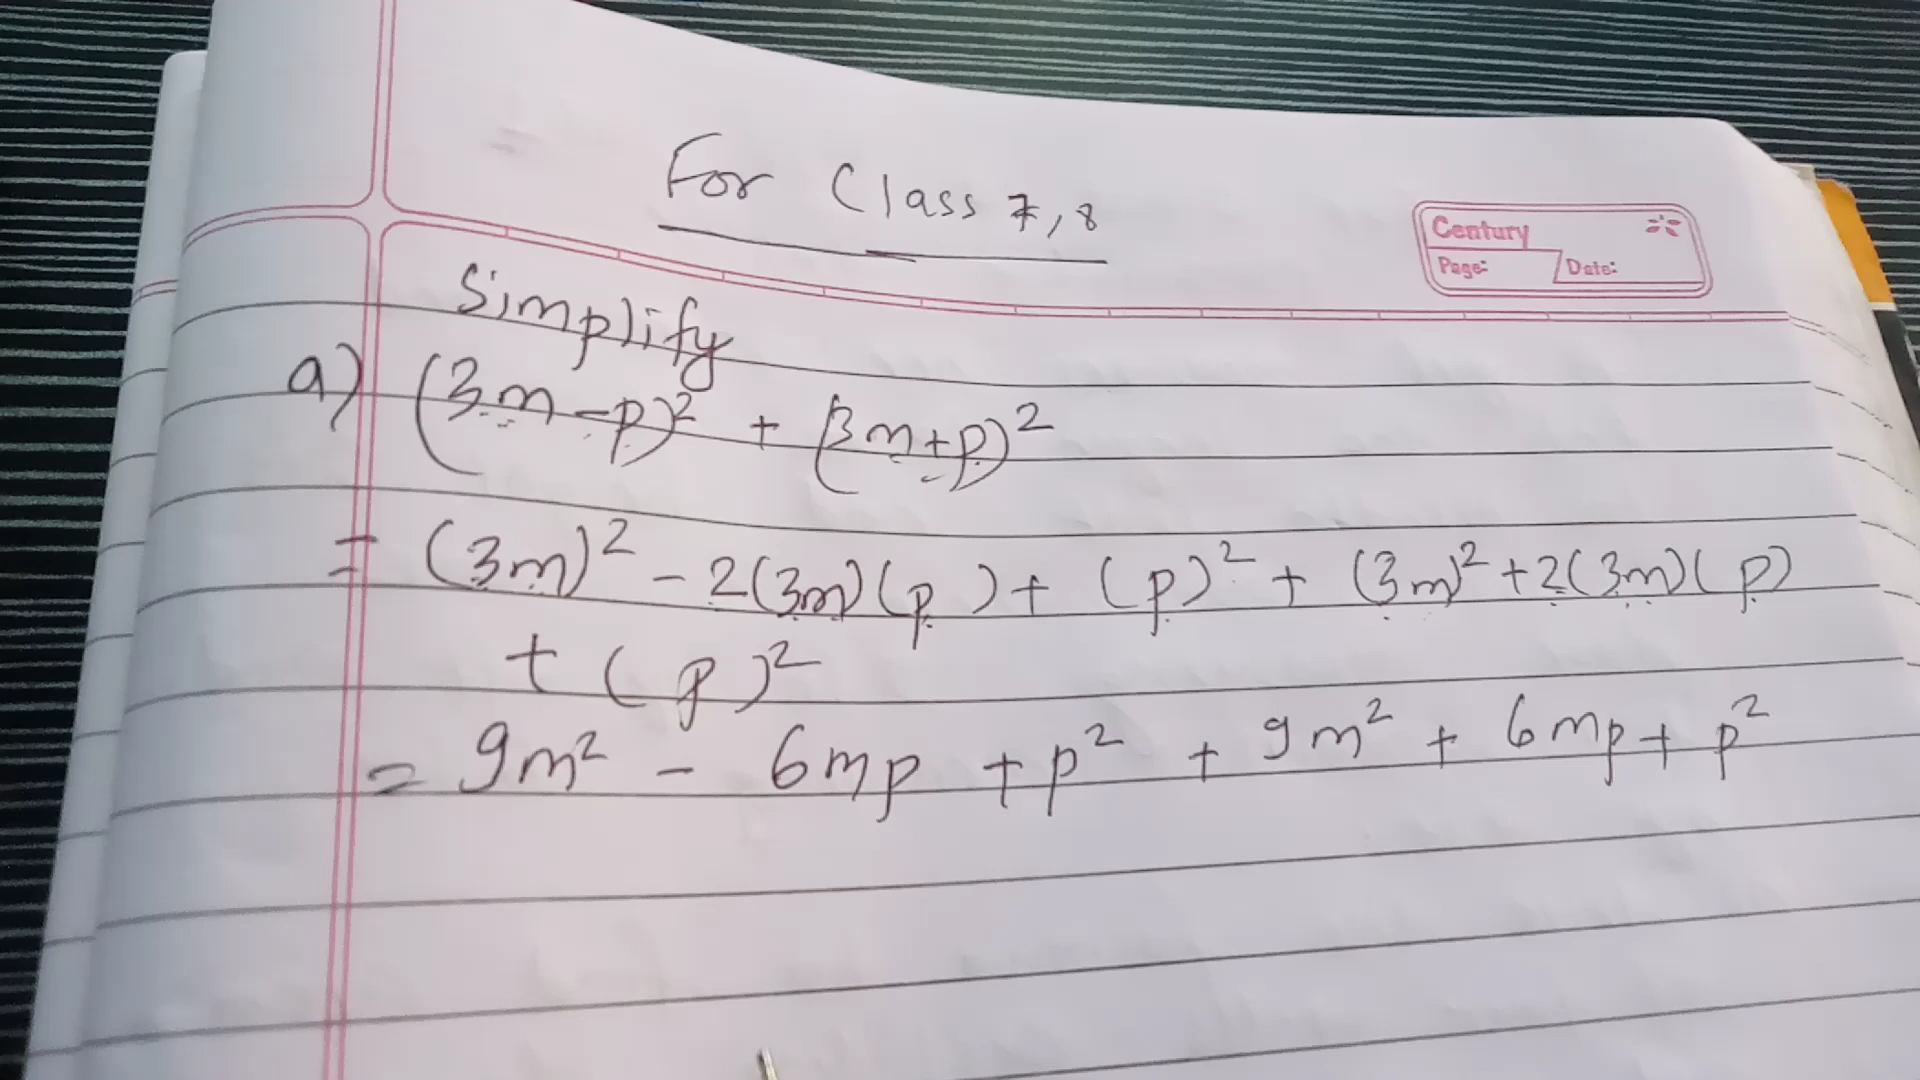 For Class 7, 8
Century
Page: Date:
Simplify
a) (3m-p)² + (3m+p)²
= (3m)² - 2(3m)(p) + (p)² + (3m)² + 2(3m)(p)
+ (p)²
= 9m² - 6mp + p² + 9m² + 6mp + p²